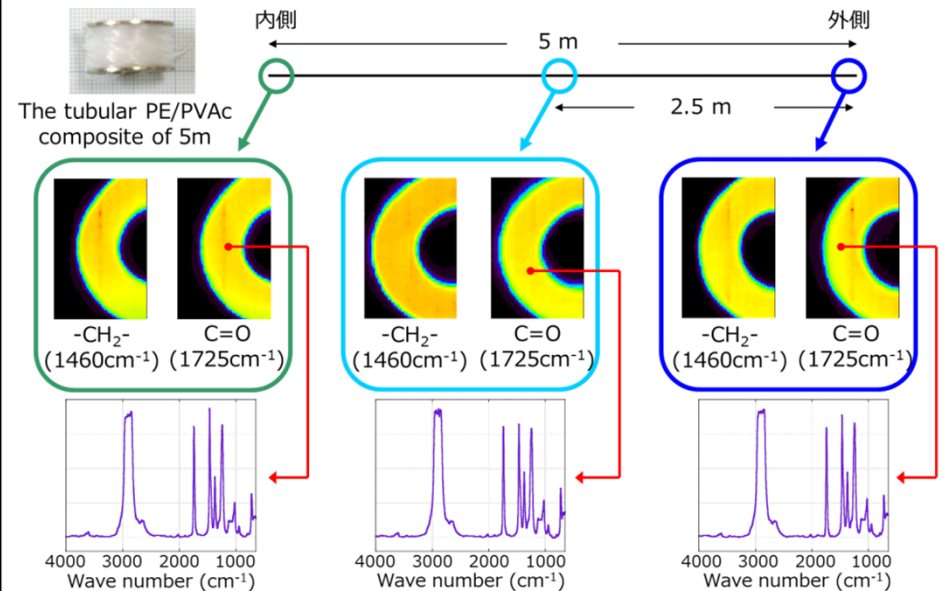 内側
外側
5 m
2.5 m
The tubular PE/PVAc
composite of 5m
-CH₂-
(1460cm⁻¹)
C=O
(1725cm⁻¹)
-CH₂-
(1460cm⁻¹)
C=O
(1725cm⁻¹)
-CH₂-
(1460cm⁻¹)
C=O
(1725cm⁻¹)
4000 3000 2000 1000
Wave number (cm⁻¹)
4000 3000 2000 1000
Wave number (cm⁻¹)
4000 3000 2000 1000
Wave number (cm⁻¹)